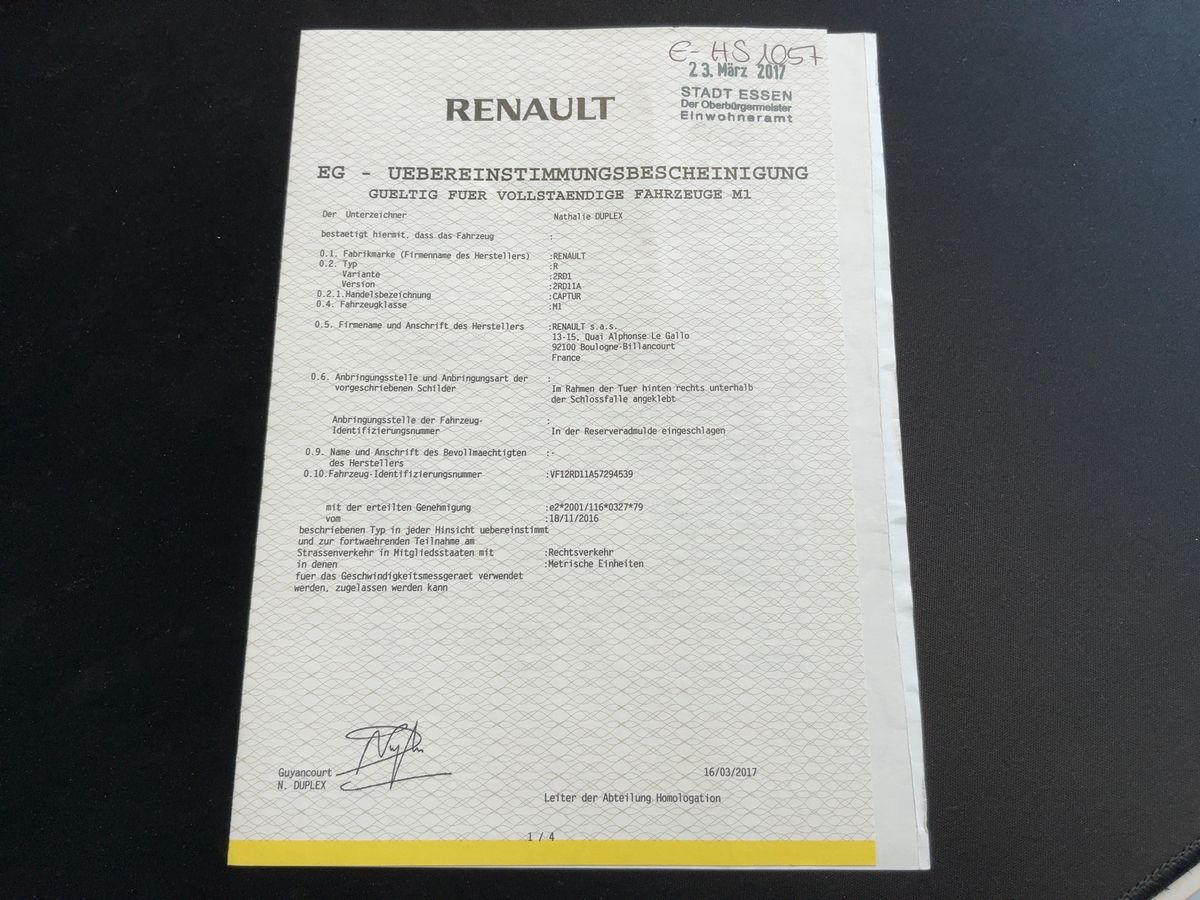 E-HS 1057
23. März 2017
STADT ESSEN
Der Oberbürgermeister
Einwohneramt
RENAULT
EG - UEBEREINSTIMMUNGSBESCHEINIGUNG
GUELTIG FUER VOLLSTAENDIGE FAHRZEUGE M1
Der Unterzeichner Nathalie DUPLEX
bestaetigt hiermit, dass das Fahrzeug :
0.1. Fabrikmarke (Firmenname des Herstellers) :RENAULT
0.2. Typ :R
Variante :2RD1
Version :2RD11A
0.2.1.Handelsbezeichnung :CAPTUR
0.4. Fahrzeugklasse :M1
0.5. Firmename und Anschrift des Herstellers :RENAULT s.a.s.
13-15, Quai Alphonse Le Gallo
92100 Boulogne-Billancourt
France
0.6. Anbringungsstelle und Anbringungsart der :
vorgeschriebenen Schilder Im Rahmen der Tuer hinten rechts unterhalb
der Schlossfalle angeklebt
Anbringungsstelle der Fahrzeug- :
Identifizierungsnummer In der Reserveradmulde eingeschlagen
0.9. Name und Anschrift des Bevollmaechtigten :-
des Herstellers
0.10.Fahrzeug-Identifizierungsnummer :VF12RD11A57294539
mit der erteilten Genehmigung :e2*2001/116*0327*79
vom :18/11/2016
beschriebenen Typ in jeder Hinsicht uebereinstimmt
und zur fortwaehrenden Teilnahme am
Strassenverkehr in Mitgliedsstaaten mit :Rechtsverkehr
in denen :Metrische Einheiten
fuer das Geschwindigkeitsmessgeraet verwendet
werden, zugelassen werden kann
Guyancourt 16/03/2017
N. DUPLEX
Leiter der Abteilung Homologation
1 / 4